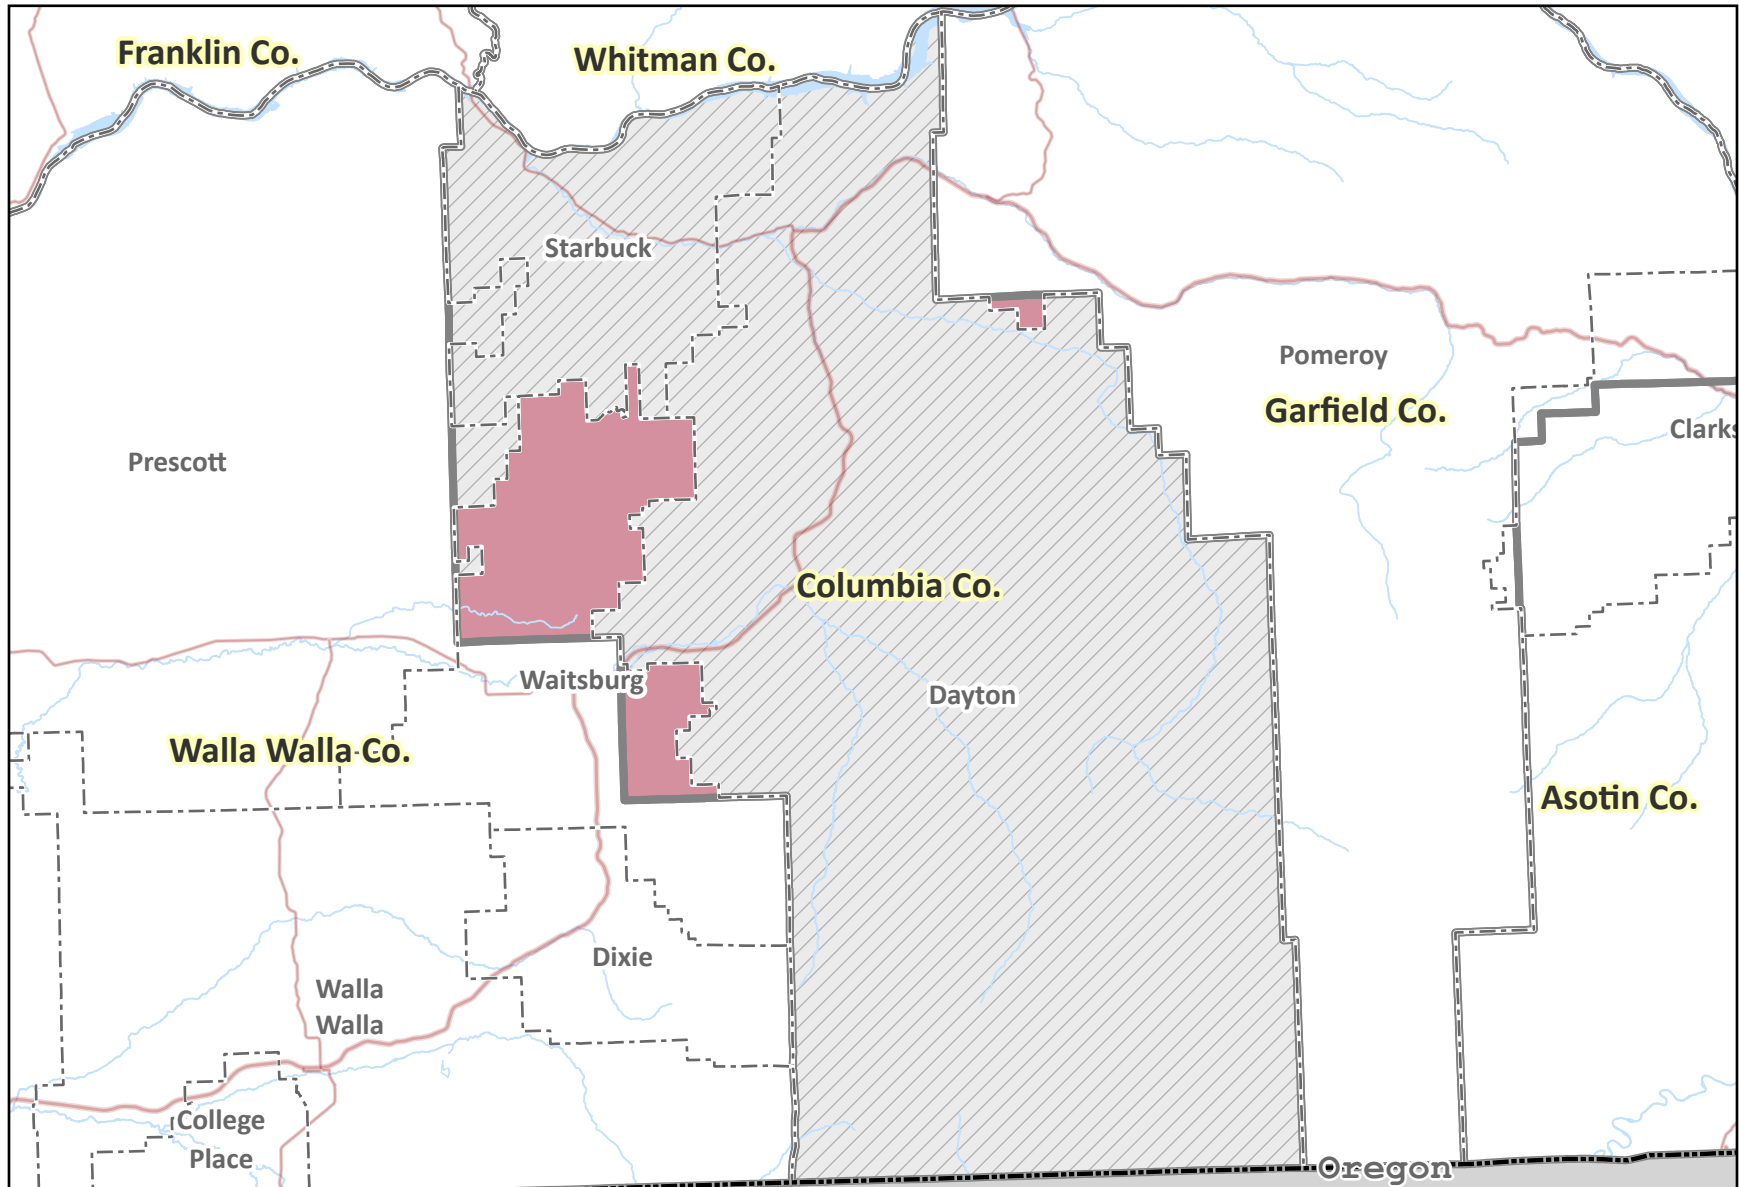 Franklin Co.
Whitman Co.
Starbuck
Pomeroy
Garfield Co.
Clarks
Prescott
Columbia Co.
Waitsburg
Dayton
Walla Walla Co.
Asotin Co.
Dixie
Walla
Walla
College
Place
Oregon